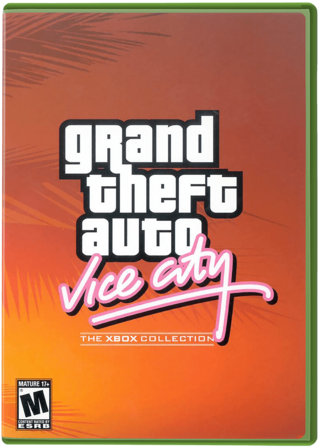 grand
theft
auto
vice city
THE XBOX COLLECTION
MATURE 17+
M
CONTENT RATED BY
ESRB